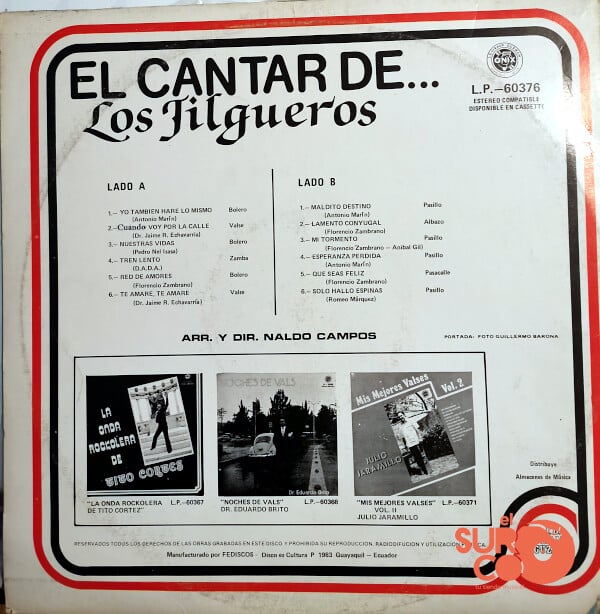 EL CANTAR DE...
Los Jilgueros
ONIX
L.P.-60376
ESTEREO COMPATIBLE
DISPONIBLE EN CASSETTE
LADO A
1.- YO TAMBIEN HARE LO MISMO Bolero
(Antonio Marín)
2.-Cuando VOY POR LA CALLE Valse
(Dr. Jaime R. Echavarría)
3.- NUESTRAS VIDAS Bolero
(Pedro Nel Isasa)
4.- TREN LENTO Zamba
(D.A.D.A.)
5.- RED DE AMORES Bolero
(Florencio Zambrano)
6.- TE AMARE, TE AMARE Valse
(Dr. Jaime R. Echavarría)
LADO B
1.- MALDITO DESTINO Pasillo
(Antonio Marín)
2.- LAMENTO CONYUGAL Albazo
(Florencio Zambrano)
3.- MI TORMENTO Pasillo
(Florencio Zambrano - Anibal Gil)
4.- ESPERANZA PERDIDA Pasillo
(Antonio Marín)
5.- QUE SEAS FELIZ Pasacalle
(Florencio Zambrano)
6.- SOLO HALLO ESPINAS Pasillo
(Romeo Márquez)
ARR. Y DIR. NALDO CAMPOS
PORTADA: FOTO GUILLERMO BARONA
LA
ONDA
ROCKOLERA
DE
TITO CORTES
NOCHES DE VALS
Dr. Eduardo Brito
Mis Mejores Valses
Vol. 2
JULIO
JARAMILLO
"LA ONDA ROCKOLERA L.P.-60367
DE TITO CORTEZ"
"NOCHES DE VALS" L.P.-60368
DR. EDUARDO BRITO
"MIS MEJORES VALSES" L.P.-60371
VOL. II
JULIO JARAMILLO
Distribuye
Almacenes de Música
RESERVADOS TODOS LOS DERECHOS DE LAS OBRAS GRABADAS EN ESTE DISCO Y PROHIBIDA SU REPRODUCCION, RADIODIFUCION Y UTILIZACION
Manufacturado por FEDISCOS - Disco es Cultura P 1983 Guayaquil - Ecuador
el
SUR
CO